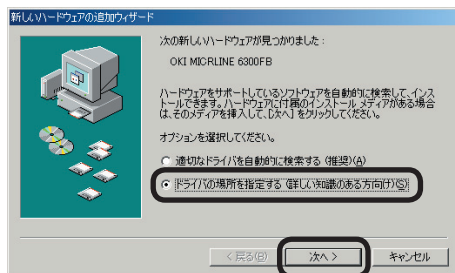 新しいハードウェアの追加ウィザード
次の新しいハードウェアが見つかりました :
OKI MICRLINE 6300FB
ハードウェアをサポートしているソフトウェアを自動的に検索して、インス
トールできます。ハードウェアに付属のインストール メディアがある場合
は、そのメディアを挿入して、[次へ] をクリックしてください。
オプションを選択してください。
適切なドライバを自動的に検索する (推奨)(A)
ドライバの場所を指定する (詳しい知識のある方向け)(S)
< 戻る(B)
次へ >
キャンセル